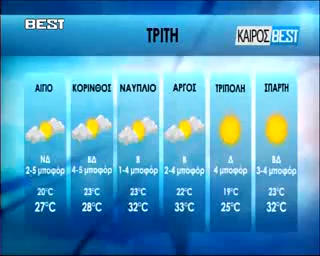 BEST
ΤΡΙΤΗ
ΚΑΙΡΟΣ BEST
ΑΙΓΙΟ ΚΟΡΙΝΘΟΣ ΝΑΥΠΛΙΟ ΑΡΓΟΣ ΤΡΙΠΟΛΗ ΣΠΑΡΤΗ
ΝΔ ΒΔ Β Β Δ ΒΔ
2-5 μποφόρ 4-5 μποφόρ 1-4 μποφόρ 2-4 μποφόρ 4 μποφόρ 3-4 μποφόρ
20°C 23°C 23°C 22°C 19°C 23°C
27°C 28°C 32°C 33°C 25°C 32°C